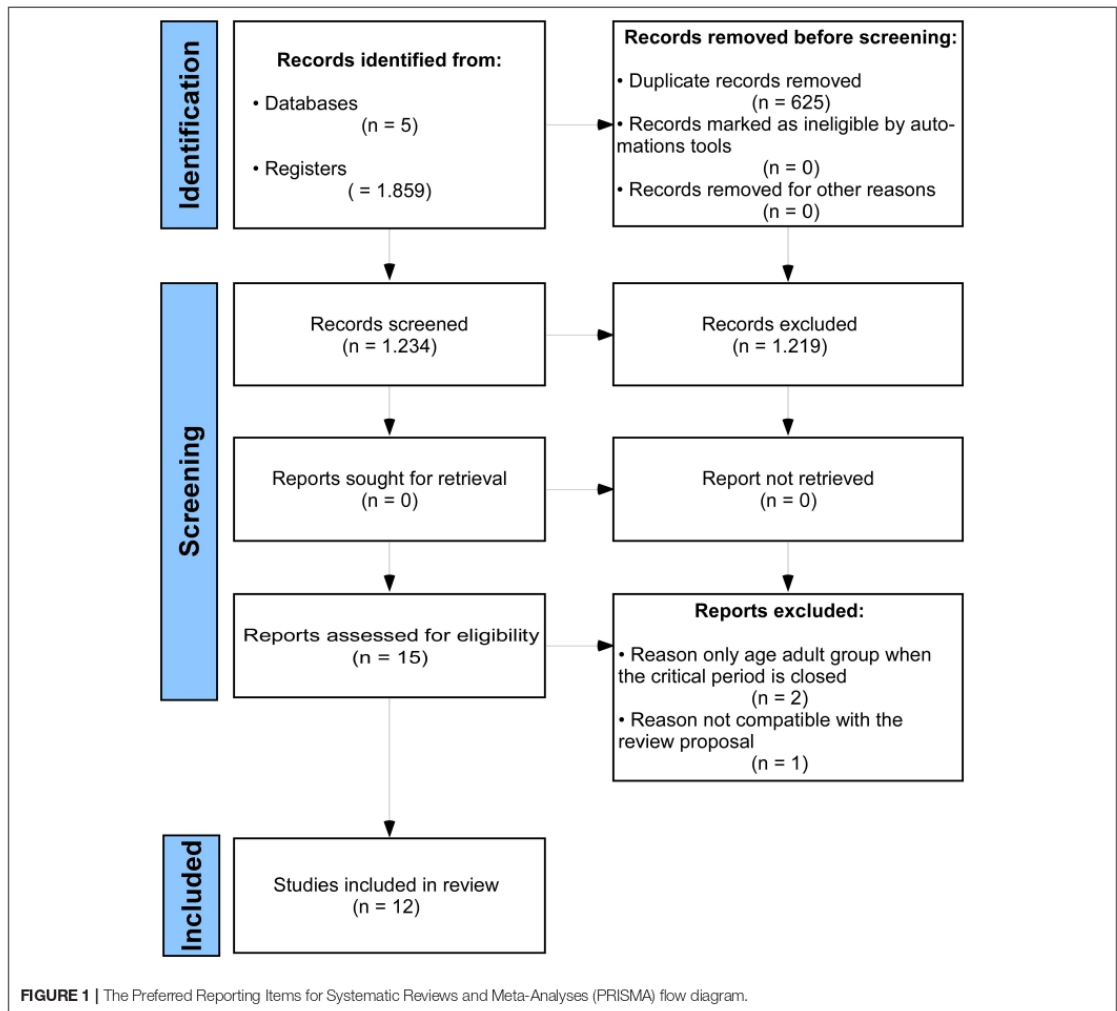 Identification
Records identified from:
• Databases
(n = 5)
• Registers
( = 1.859)
Records removed before screening:
• Duplicate records removed
(n = 625)
• Records marked as ineligible by auto-
mations tools
(n = 0)
• Records removed for other reasons
(n = 0)
Screening
Records screened
(n = 1.234)
Records excluded
(n = 1.219)
Reports sought for retrieval
(n = 0)
Report not retrieved
(n = 0)
Reports assessed for eligibility
(n = 15)
Reports excluded:
• Reason only age adult group when
the critical period is closed
(n = 2)
• Reason not compatible with the
review proposal
(n = 1)
Included
Studies included in review
(n = 12)
FIGURE 1 | The Preferred Reporting Items for Systematic Reviews and Meta-Analyses (PRISMA) flow diagram.